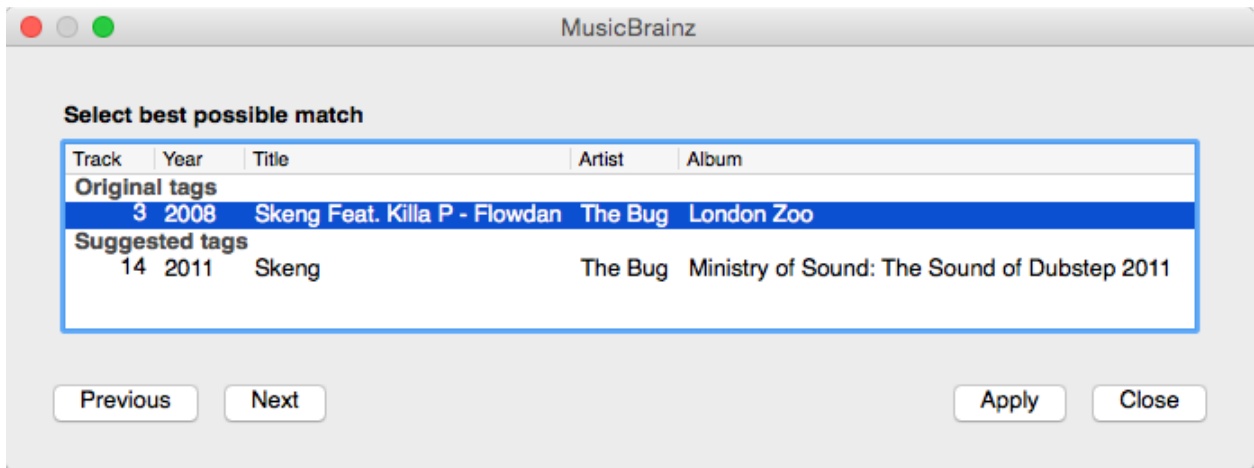 MusicBrainz
Select best possible match
Track Year Title Artist Album
Original tags
3 2008 Skeng Feat. Killa P - Flowdan The Bug London Zoo
Suggested tags
14 2011 Skeng The Bug Ministry of Sound: The Sound of Dubstep 2011
Previous Next Apply Close